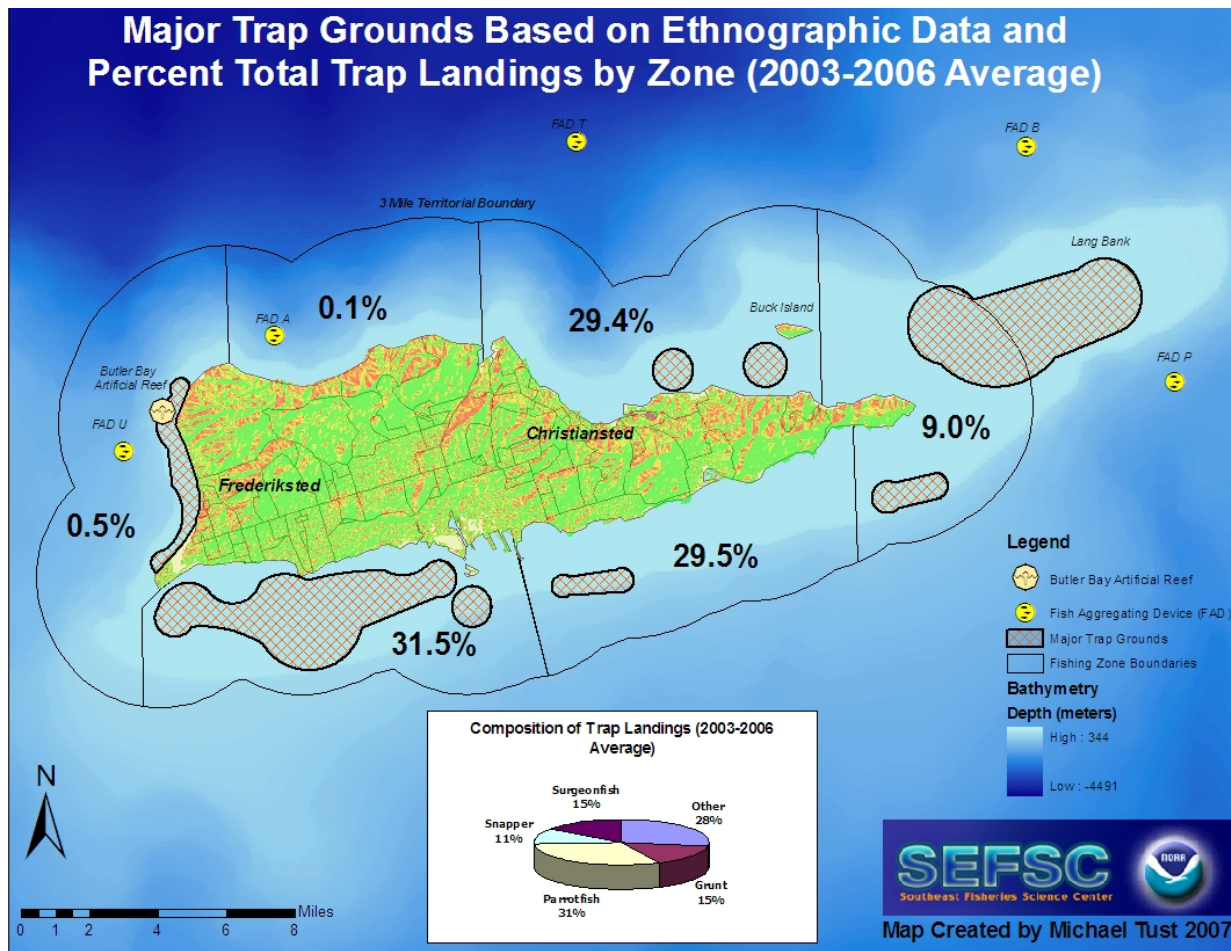 Major Trap Grounds Based on Ethnographic Data and
Percent Total Trap Landings by Zone (2003-2006 Average)
FAD T
FAD B
3 Mile Territorial Boundary
Lang Bank
0.1%
29.4%
Buck Island
FAD A
FAD P
Butler Bay
Artificial Reef
FAD U
Christiansted
9.0%
Frederiksted
0.5%
29.5%
31.5%
Legend
Butler Bay Artificial Reef
Fish Aggregating Device (FAD)
Major Trap Grounds
Fishing Zone Boundaries
Bathymetry
Depth (meters)
High : 344
Low : -4491
Composition of Trap Landings (2003-2006
Average)
Surgeonfish
15%
Other
28%
Snapper
11%
Grunt
15%
Parrotfish
31%
N
Miles
0 1 2 4 6 8
SEFSC
Southeast Fisheries Science Center
NOAA
Map Created by Michael Tust 2007